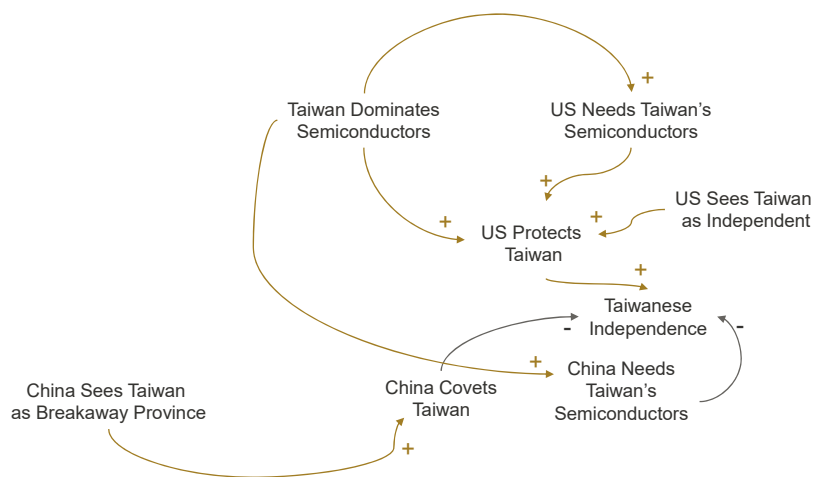 +
Taiwan Dominates
Semiconductors
US Needs Taiwan's
Semiconductors
+
US Sees Taiwan
as Independent
+
+
US Protects
Taiwan
+
Taiwanese
Independence
-
-
+
China Needs
Taiwan's
Semiconductors
China Covets
Taiwan
China Sees Taiwan
as Breakaway Province
+